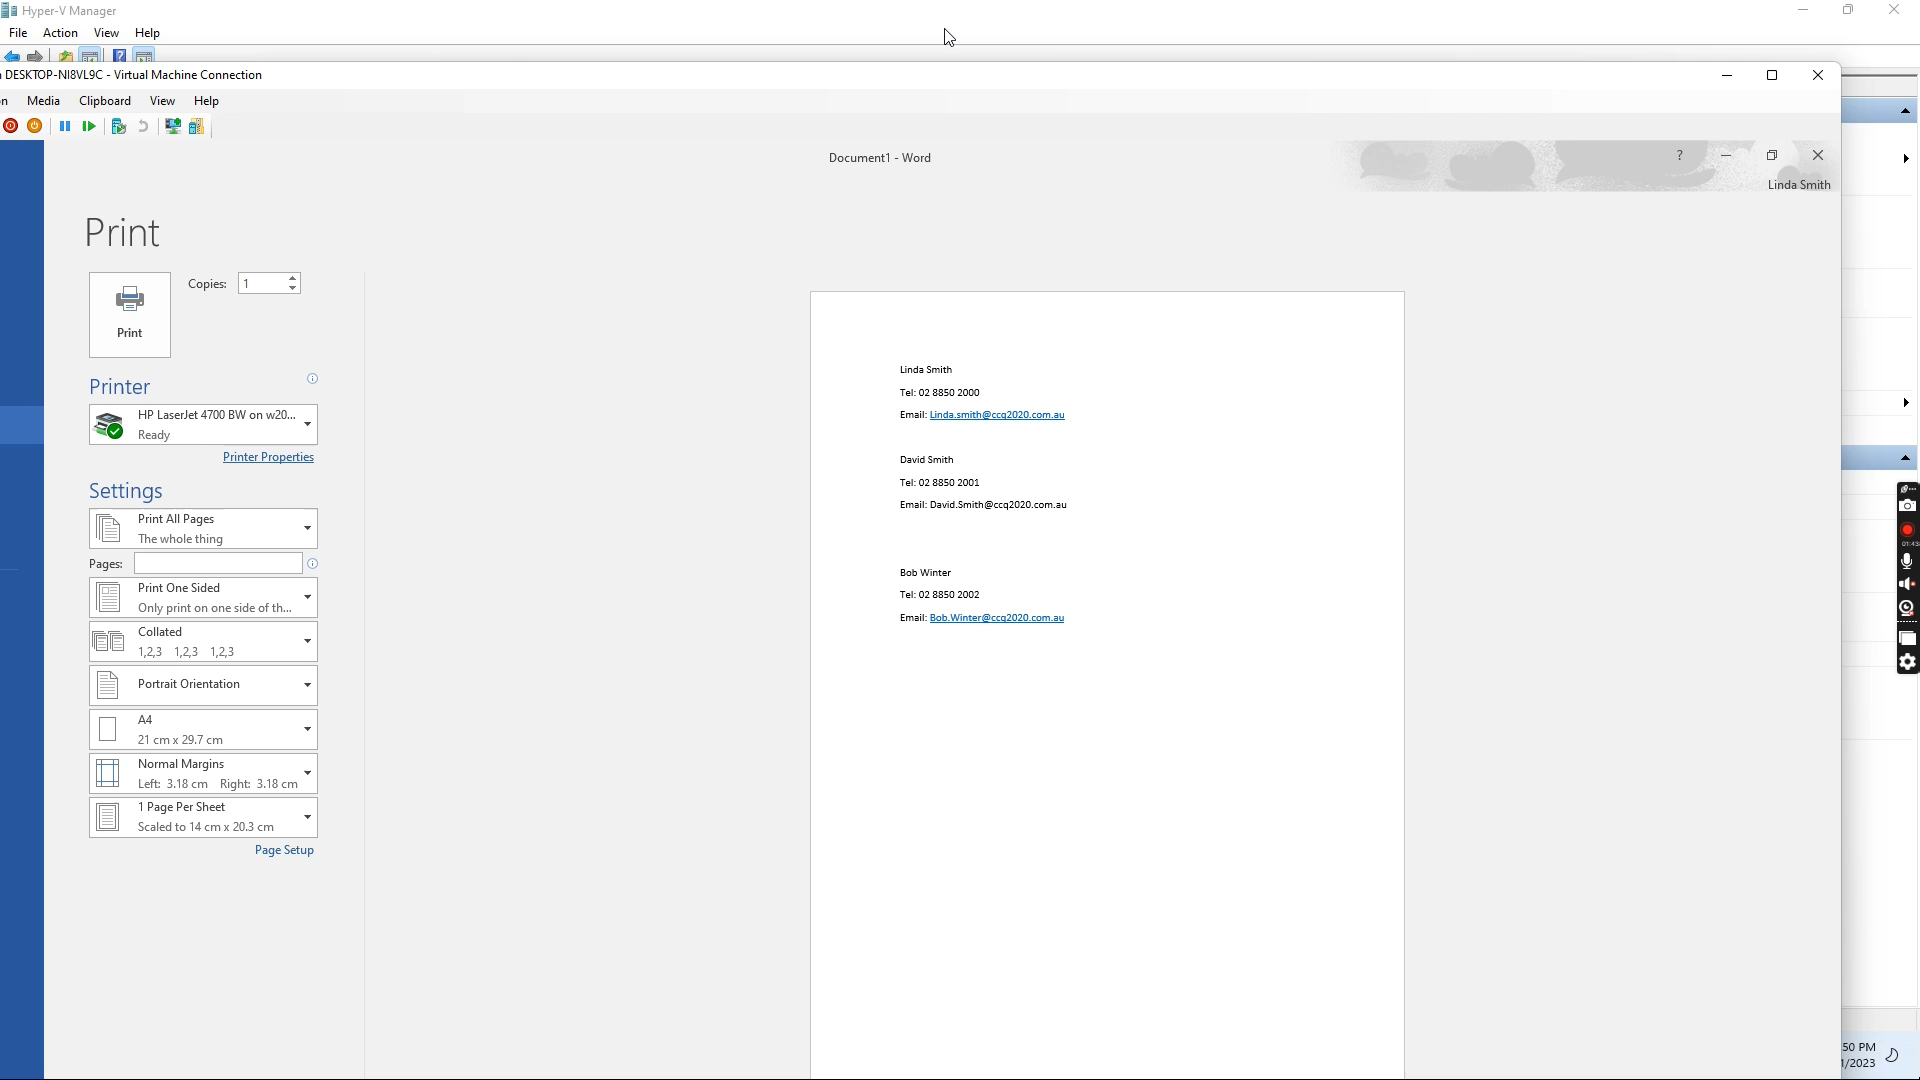 Hyper-V Manager
File Action View Help
DESKTOP-NI8VL9C - Virtual Machine Connection
Media Clipboard View Help
Document1 - Word
?
Linda Smith
Print
Print
Copies: 1
Printer
HP LaserJet 4700 BW on w20...
Ready
Printer Properties
Settings
Print All Pages
The whole thing
Pages:
Print One Sided
Only print on one side of th...
Collated
1,2,3 1,2,3 1,2,3
Portrait Orientation
A4
21 cm x 29.7 cm
Normal Margins
Left: 3.18 cm Right: 3.18 cm
1 Page Per Sheet
Scaled to 14 cm x 20.3 cm
Page Setup
Linda Smith
Tel: 02 8850 2000
Email: Linda.smith@ccq2020.com.au
David Smith
Tel: 02 8850 2001
Email: David.Smith@ccq2020.com.au
Bob Winter
Tel: 02 8850 2002
Email: Bob.Winter@ccq2020.com.au
01:43
50 PM
/2023